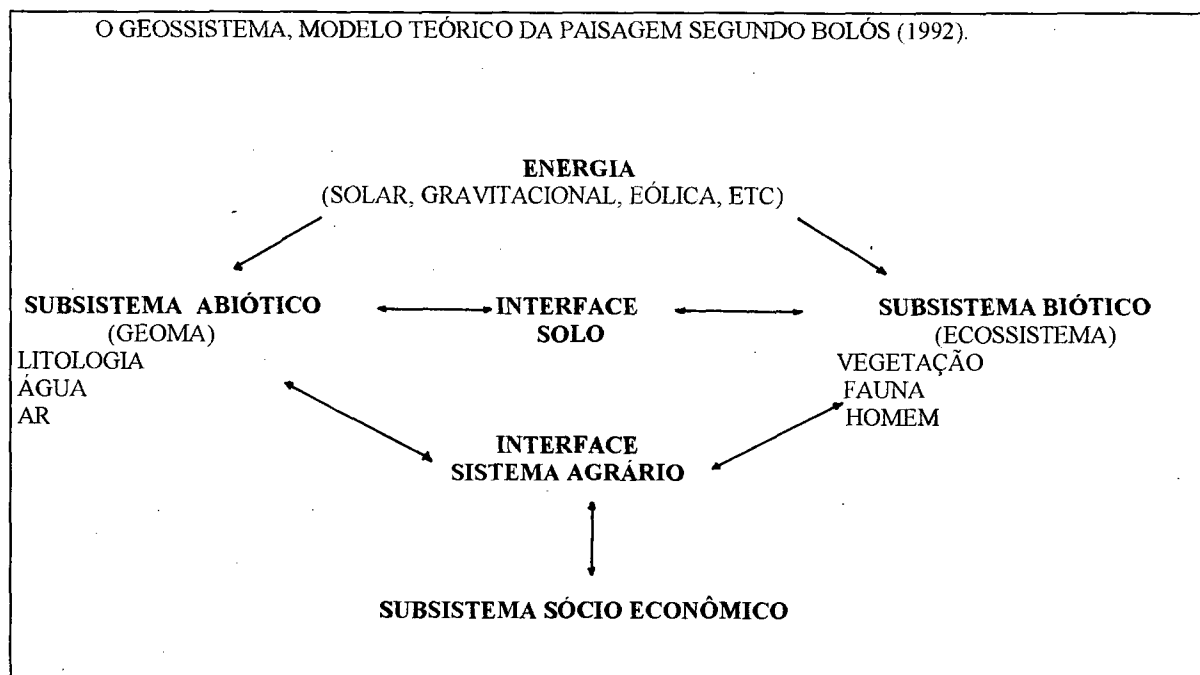 O GEOSSISTEMA, MODELO TEÓRICO DA PAISAGEM SEGUNDO BOLÓS (1992).
ENERGIA
(SOLAR, GRAVITACIONAL, EÓLICA, ETC)
SUBSISTEMA ABIÓTICO
(GEOMA)
LITOLOGIA
ÁGUA
AR
INTERFACE
SOLO
SUBSISTEMA BIÓTICO
(ECOSSISTEMA)
VEGETAÇÃO
FAUNA
HOMEM
INTERFACE
SISTEMA AGRÁRIO
SUBSISTEMA SÓCIO ECONÔMICO